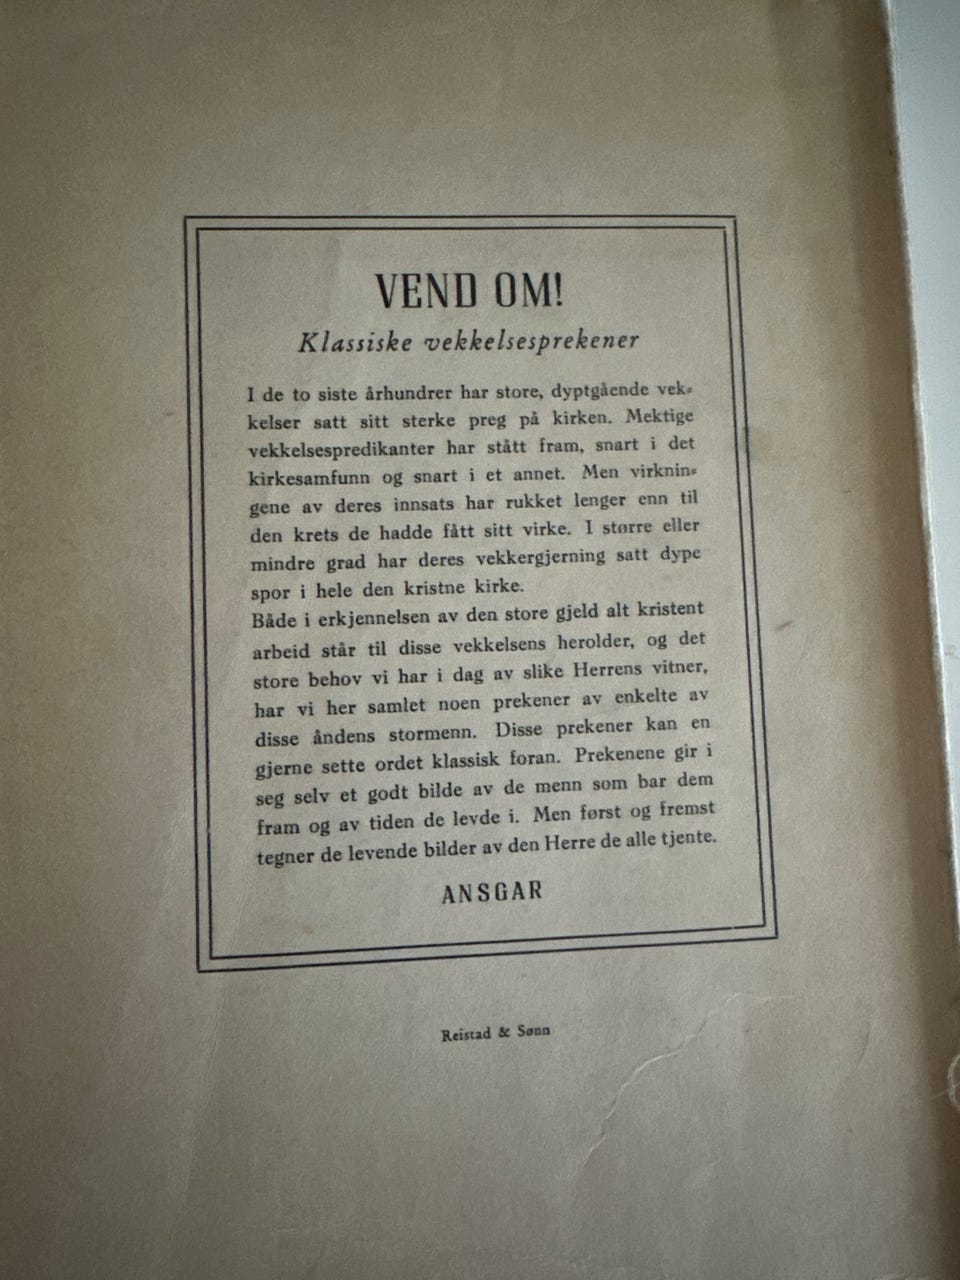 VEND OM!
Klassiske vekkelsesprekener
I de to siste århundrer har store, dyptgående vek-
kelser satt sitt sterke preg på kirken. Mektige
vekkelsespredikanter har stått fram, snart i det
kirkesamfunn og snart i et annet. Men virknin-
gene av deres innsats har rukket lenger enn til
den krets de hadde fått sitt virke. I større eller
mindre grad har deres vekkergjerning satt dype
spor i hele den kristne kirke.
Både i erkjennelsen av den store gjeld alt kristent
arbeid står til disse vekkelsens herolder, og det
store behov vi har i dag av slike Herrens vitner,
har vi her samlet noen prekener av enkelte av
disse åndens stormenn. Disse prekener kan en
gjerne sette ordet klassisk foran. Prekenene gir i
seg selv et godt bilde av de menn som bar dem
fram og av tiden de levde i. Men først og fremst
tegner de levende bilder av den Herre de alle tjente.
ANSGAR
Reistad & Sønn